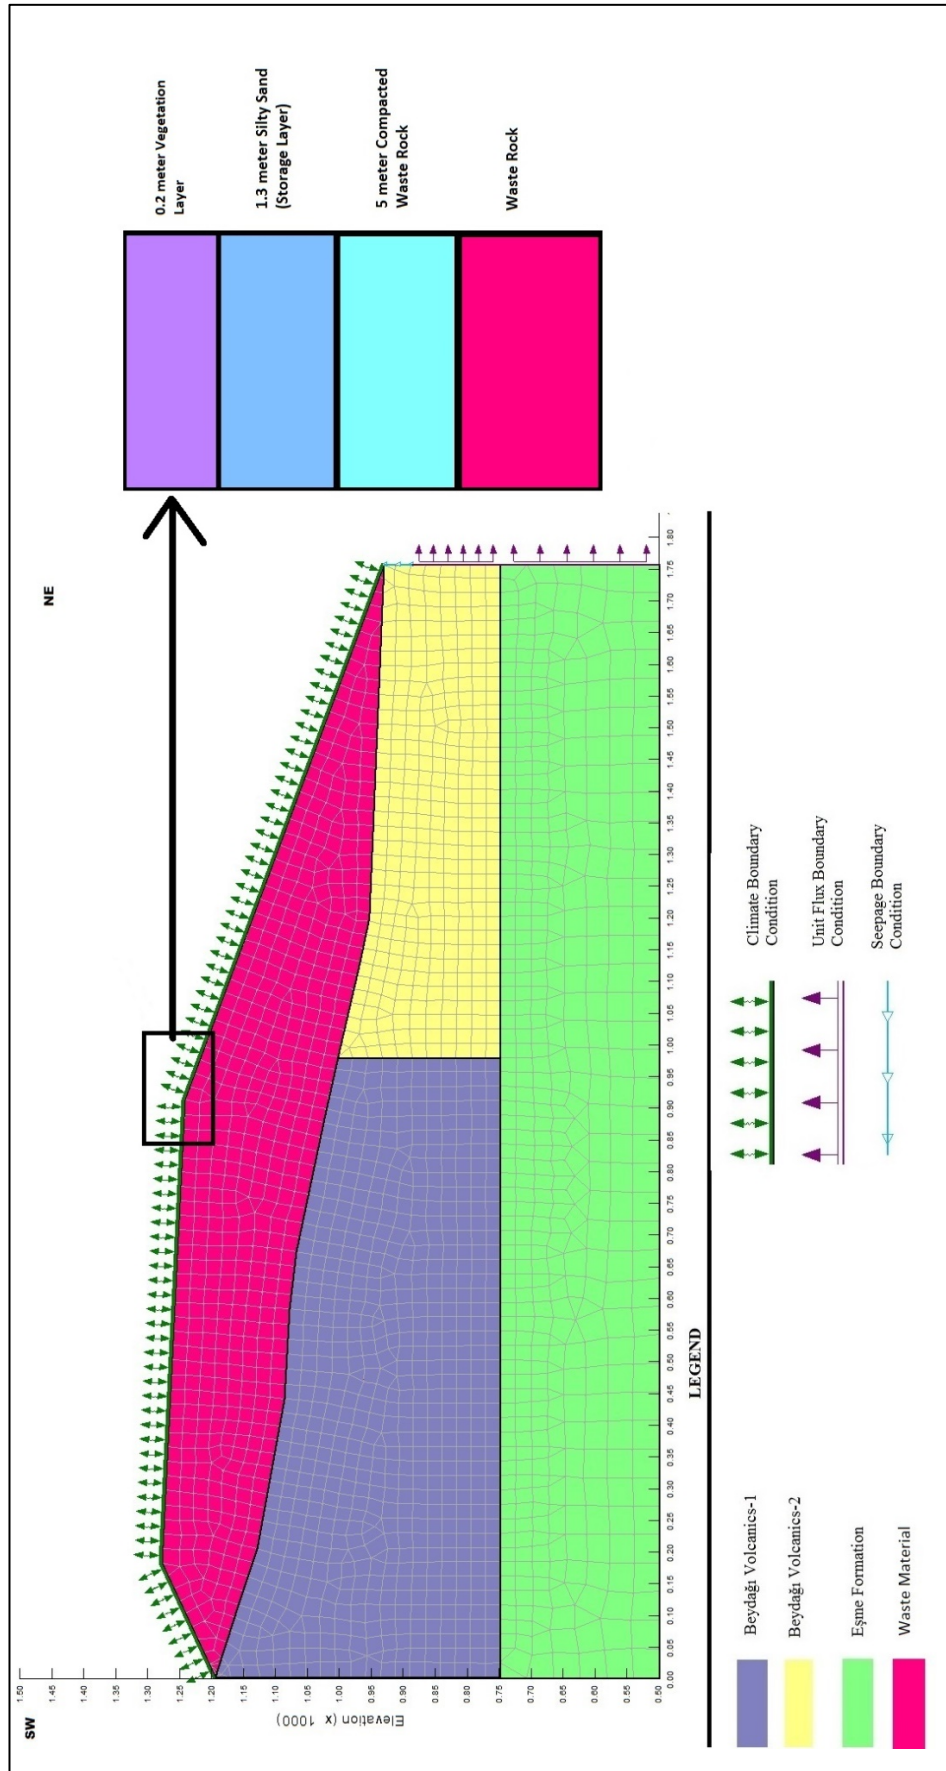 SW
NE
0.2 meter Vegetation
Layer
1.3 meter Silty Sand
(Storage Layer)
5 meter Compacted
Waste Rock
Waste Rock
Elevation (x 1000)
1.50
1.45
1.40
1.35
1.30
1.25
1.20
1.15
1.10
1.05
1.00
0.95
0.90
0.85
0.80
0.75
0.70
0.65
0.60
0.55
0.50
0.00
0.05
0.10
0.15
0.20
0.25
0.30
0.35
0.40
0.45
0.50
0.55
0.60
0.65
0.70
0.75
0.80
0.85
0.90
0.95
1.00
1.05
1.10
1.15
1.20
1.25
1.30
1.35
1.40
1.45
1.50
1.55
1.60
1.65
1.70
1.75
1.80
LEGEND
Beydağı Volcanics-1
Beydağı Volcanics-2
Eşme Formation
Waste Material
Climate Boundary
Condition
Unit Flux Boundary
Condition
Seepage Boundary
Condition